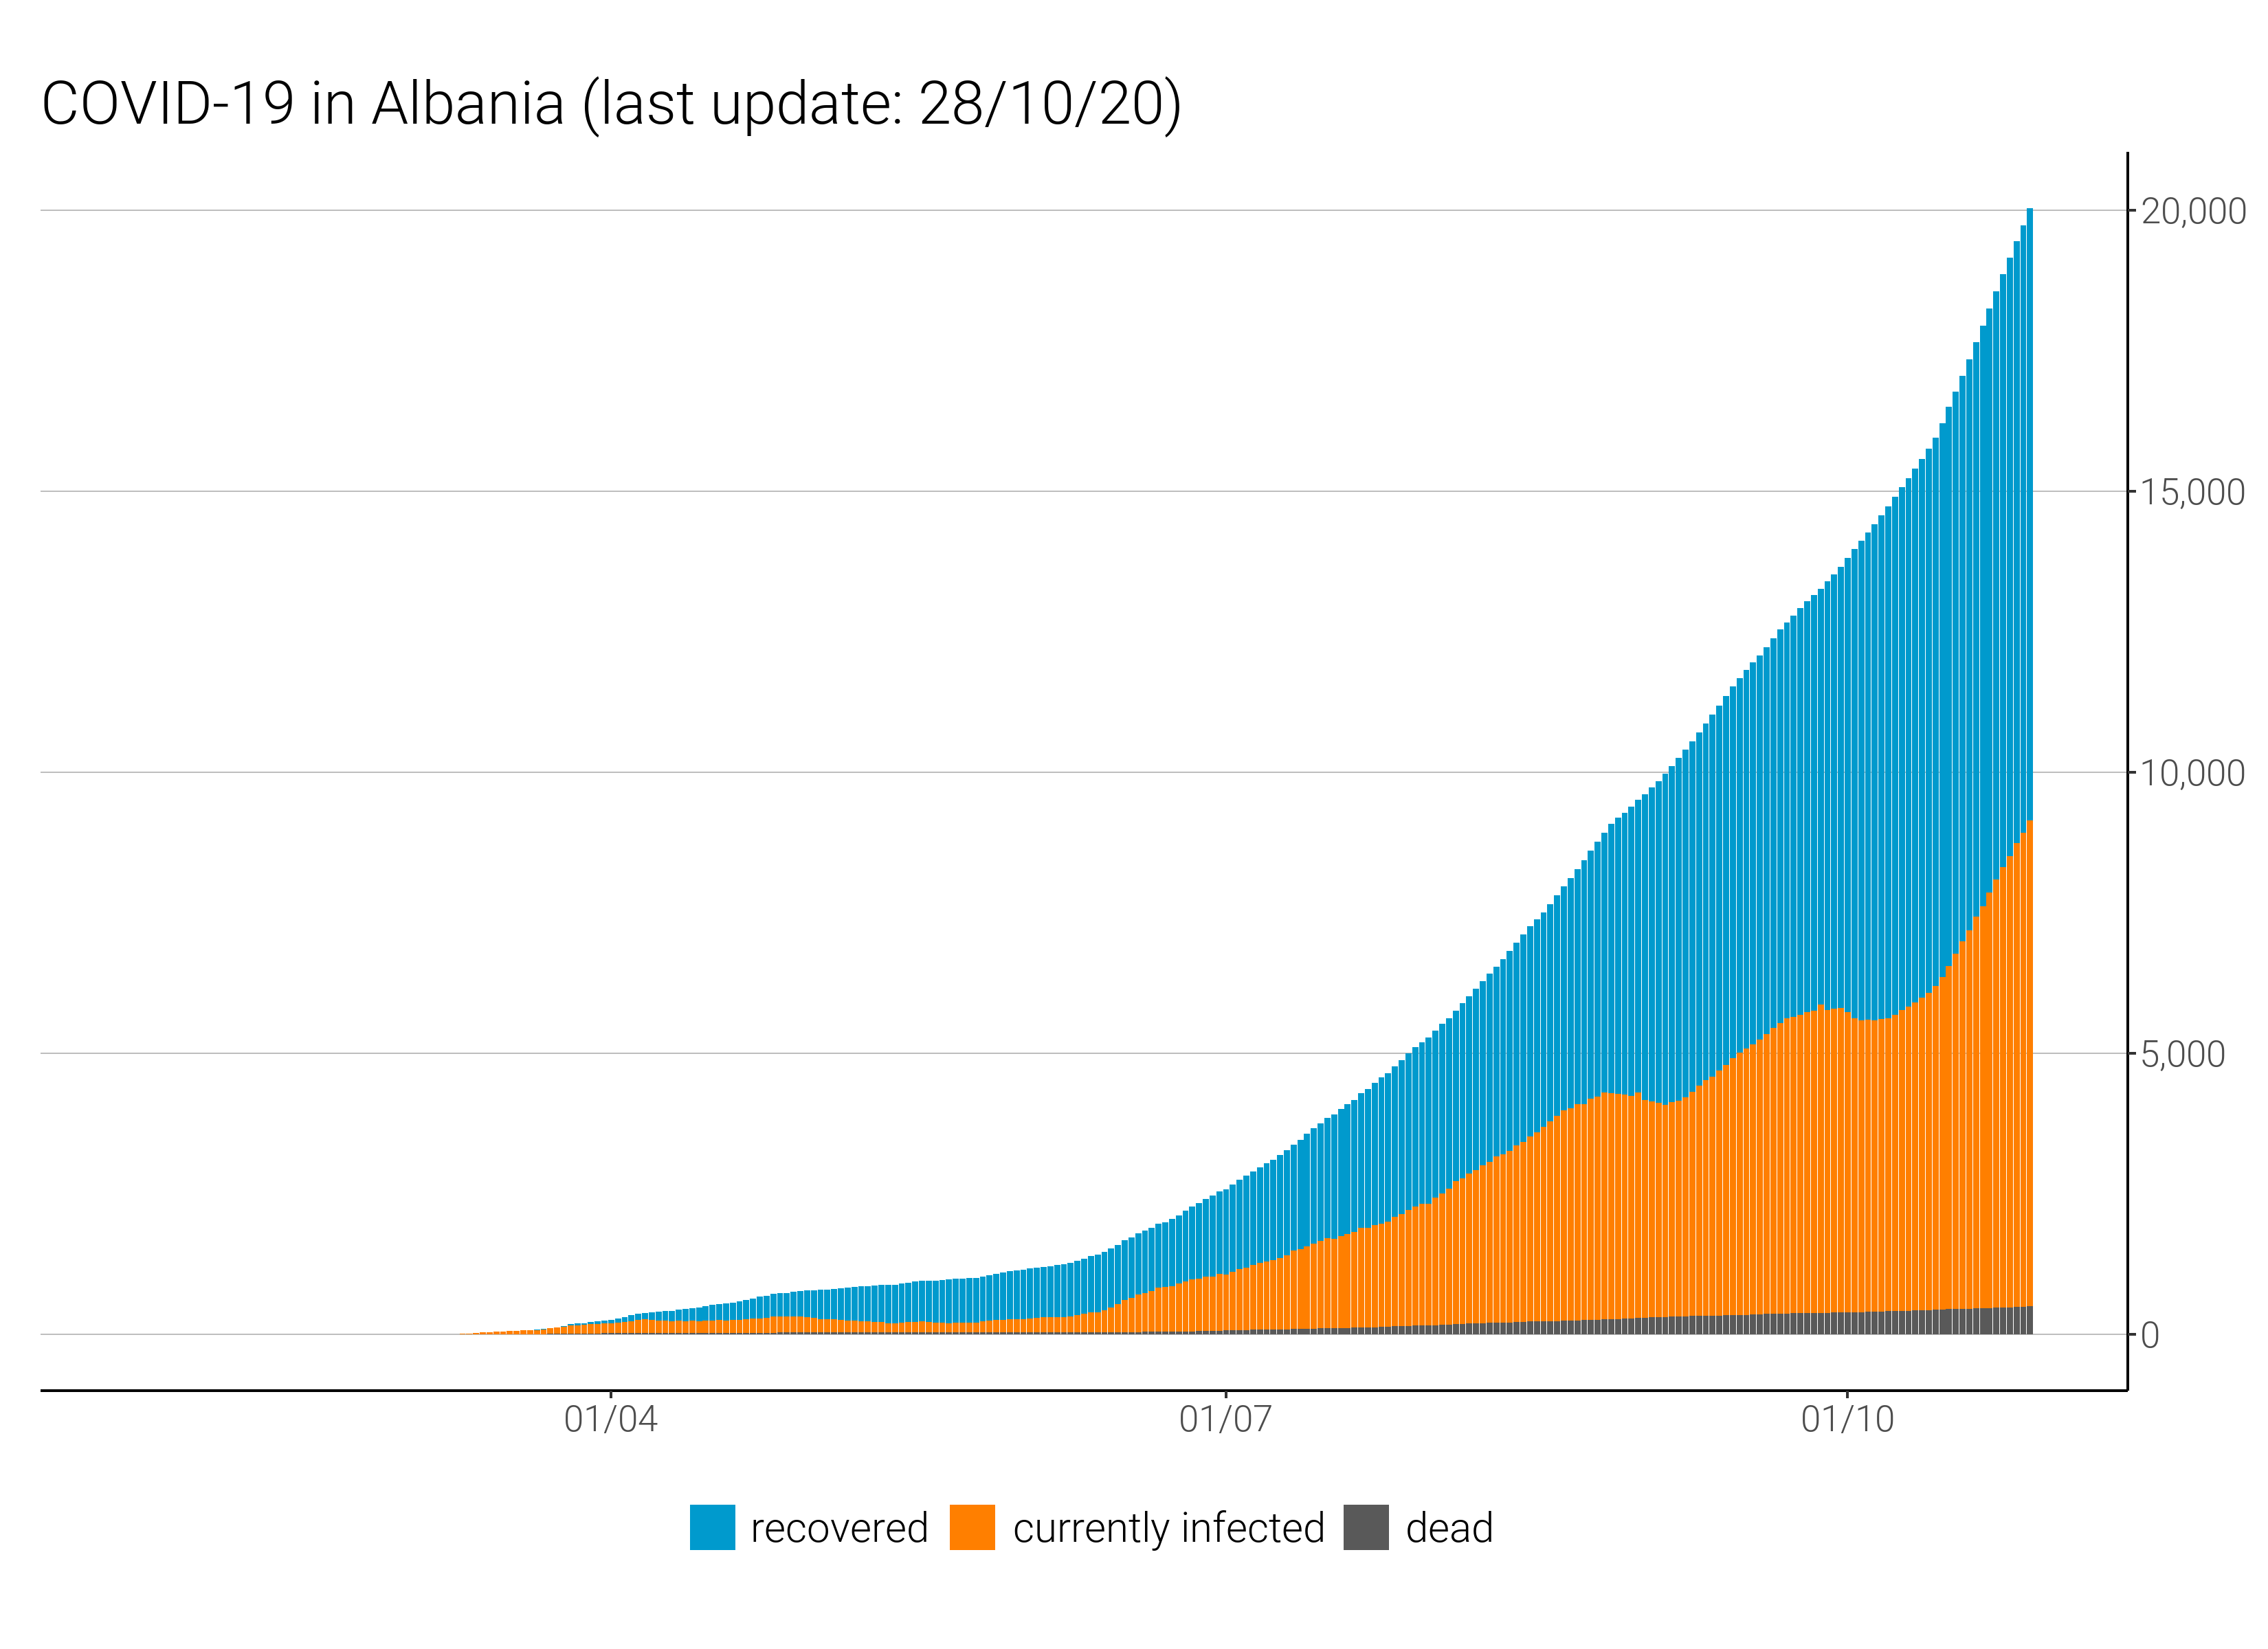 COVID-19 in Albania (last update: 28/10/20)
20,000
15,000
10,000
5,000
0
01/04 01/07 01/10
recovered currently infected dead